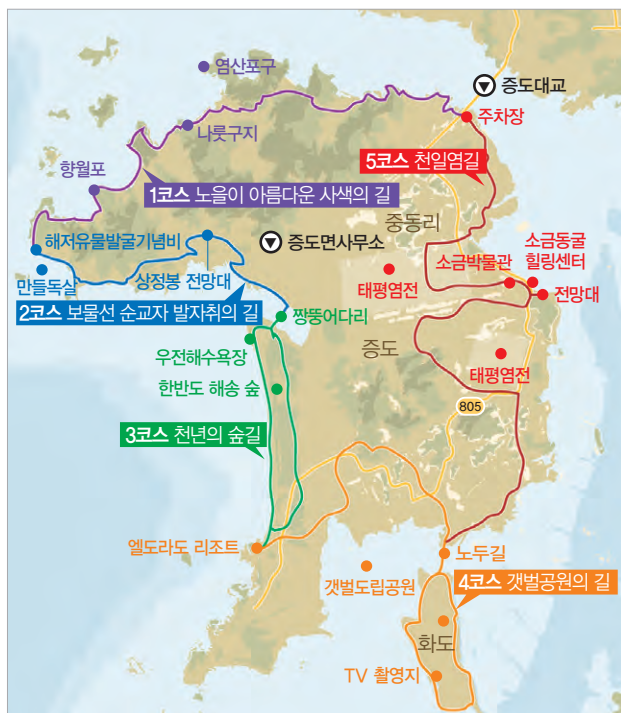 염산포구
증도대교
주차장
나룻구지
5코스 천일염길
향월포
1코스 노을이 아름다운 사색의 길
중동리
해저유물발굴기념비
증도면사무소
소금박물관
소금동굴
힐링센터
만들독살
상정봉 전망대
태평염전
전망대
2코스 보물선 순교자 발자취의 길
짱뚱어다리
우전해수욕장
증도
태평염전
한반도 해송 숲
805
3코스 천년의 숲길
엘도라도 리조트
노두길
갯벌도립공원
4코스 갯벌공원의 길
화도
TV 촬영지